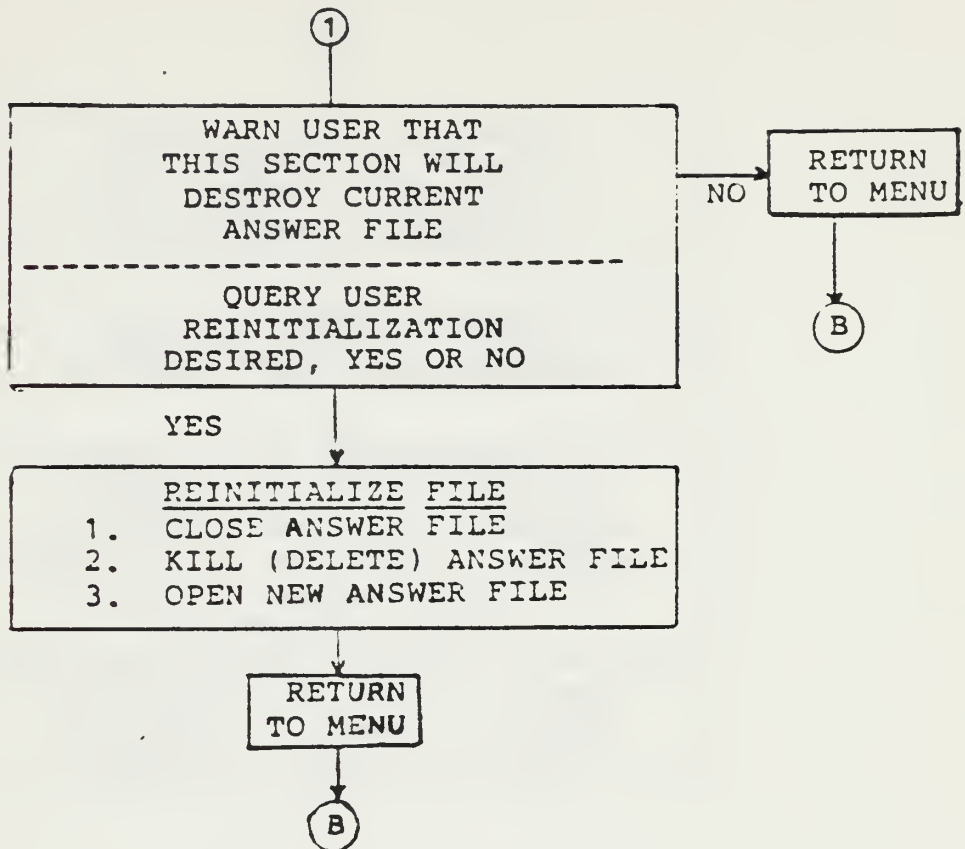 1
WARN USER THAT
THIS SECTION WILL
DESTROY CURRENT
ANSWER FILE
QUERY USER
REINITIALIZATION
DESIRED, YES OR NO
NO
RETURN
TO MENU
B
YES
REINITIALIZE FILE
1. CLOSE ANSWER FILE
2. KILL (DELETE) ANSWER FILE
3. OPEN NEW ANSWER FILE
RETURN
TO MENU
B